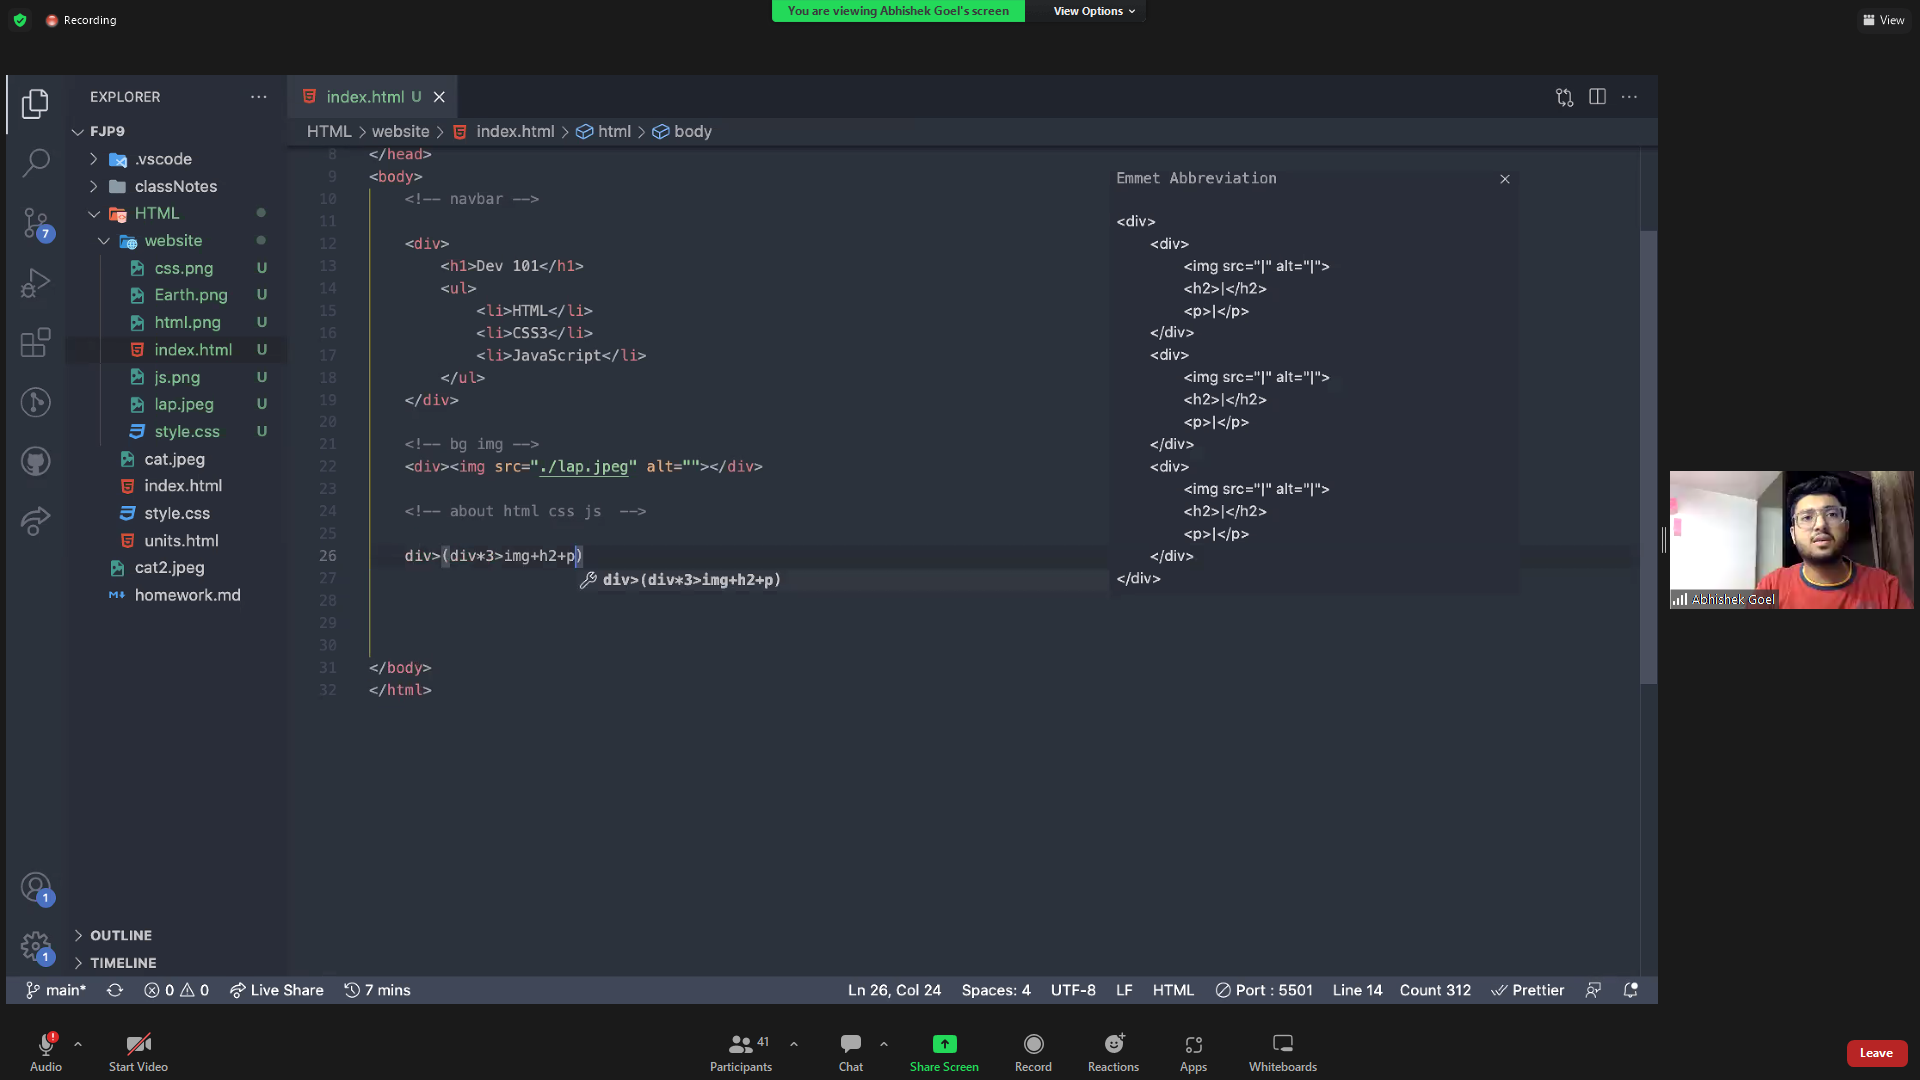 Recording
You are viewing Abhishek Goel's screen
View Options
View
EXPLORER
index.html U
FJP9
HTML > website > index.html > html > body
.vscode
classNotes
HTML
website
css.png U
Earth.png U
html.png U
index.html U
js.png U
lap.jpeg U
style.css U
cat.jpeg
index.html
style.css
units.html
cat2.jpeg
homework.md
OUTLINE
TIMELINE
8 </head>
9 <body>
10 <!-- navbar -->
11
12 <div>
13 <h1>Dev 101</h1>
14 <ul>
15 <li>HTML</li>
16 <li>CSS3</li>
17 <li>JavaScript</li>
18 </ul>
19 </div>
20
21 <!-- bg img -->
22 <div><img src="./lap.jpeg" alt=""></div>
23
24 <!-- about html css js  -->
25
26 div>(div*3>img+h2+p)
27
div>(div*3>img+h2+p)
28
29
30
31 </body>
32 </html>
Emmet Abbreviation
<div>
<div>
<img src="|" alt="|">
<h2>|</h2>
<p>|</p>
</div>
<div>
<img src="|" alt="|">
<h2>|</h2>
<p>|</p>
</div>
<div>
<img src="|" alt="|">
<h2>|</h2>
<p>|</p>
</div>
</div>
Abhishek Goel
7
1
1
main* 0 0 Live Share 7 mins
Ln 26, Col 24 Spaces: 4 UTF-8 LF HTML Port : 5501 Line 14 Count 312 Prettier
41
Audio Start Video Participants Chat Share Screen Record Reactions Apps Whiteboards Leave